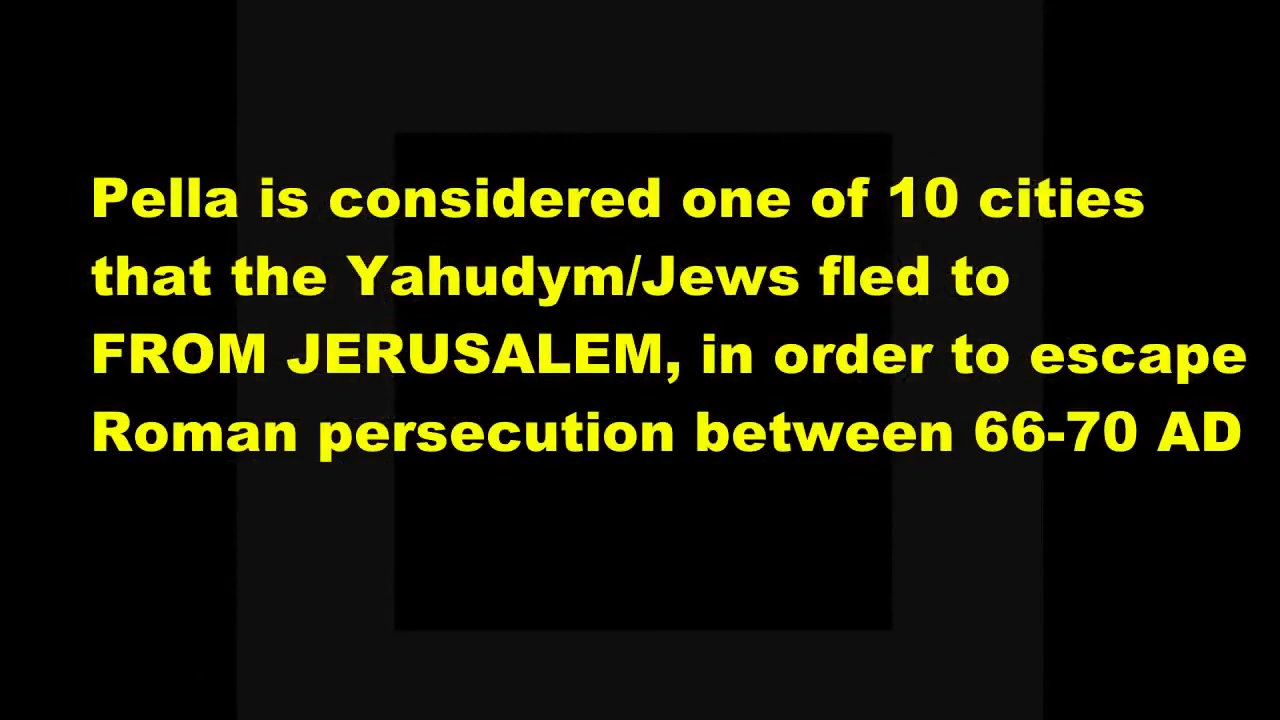 Pella is considered one of 10 cities
that the Yahudym/Jews fled to
FROM JERUSALEM, in order to escape
Roman persecution between 66-70 AD